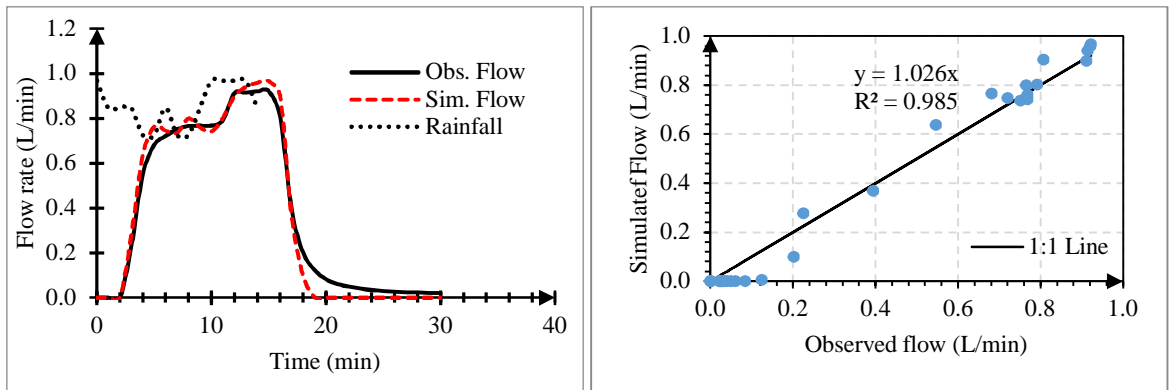 1.2
1.0
0.8
0.6
0.4
0.2
0.0
Flow rate (L/min)
Obs. Flow
Sim. Flow
Rainfall
0 10 20 30 40
Time (min)
1.0
0.8
0.6
0.4
0.2
0.0
Simulatef Flow (L/min)
y = 1.026x
R² = 0.985
1:1 Line
0.0 0.2 0.4 0.6 0.8 1.0
Observed flow (L/min)